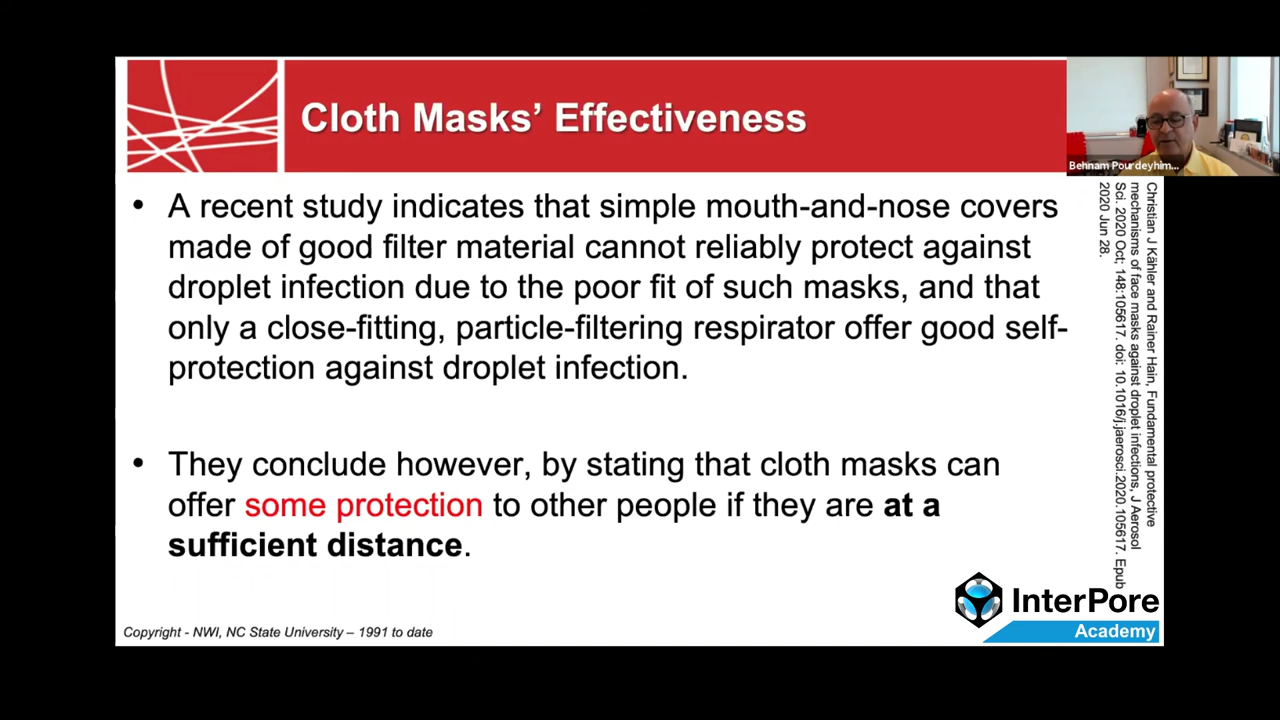 Cloth Masks’ Effectiveness
Behnam Pourdeyhim...
• A recent study indicates that simple mouth-and-nose covers
made of good filter material cannot reliably protect against
droplet infection due to the poor fit of such masks, and that
only a close-fitting, particle-filtering respirator offer good self-
protection against droplet infection.
• They conclude however, by stating that cloth masks can
offer some protection to other people if they are at a
sufficient distance.
Christian J Kähler and Rainer Hain, Fundamental protective
mechanisms of face masks against droplet infections, J Aerosol
Sci. 2020 Oct; 148:105617. doi: 10.1016/j.jaerosci.2020.105617. Epub
2020 Jun 28.
InterPore
Academy
Copyright - NWI, NC State University – 1991 to date